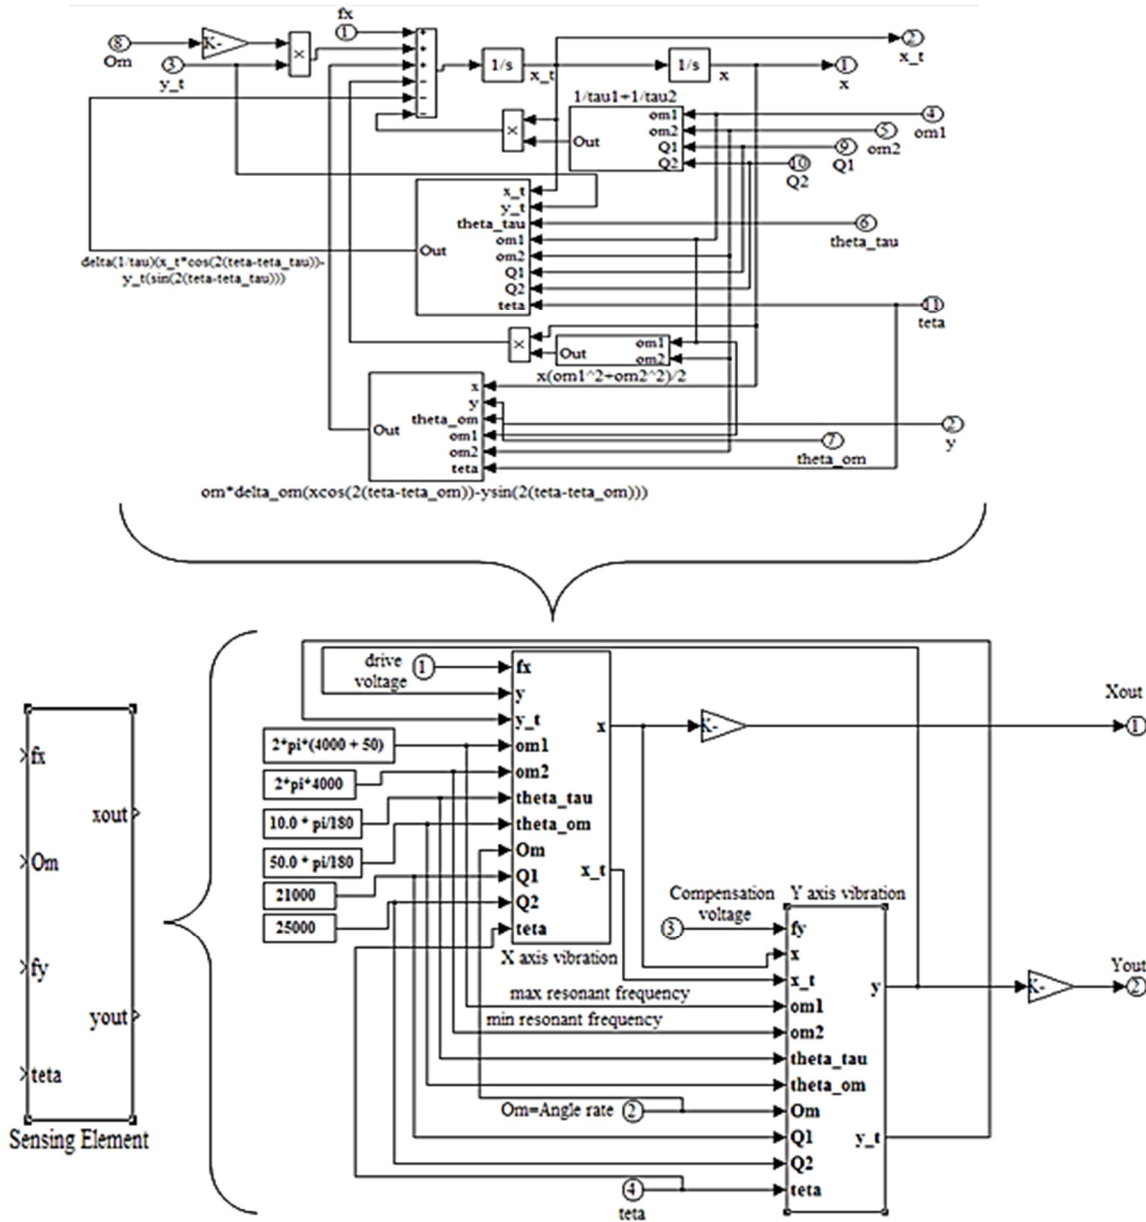 fx
1
8
Om
K-
×
3
y_t
+
+
+
−
−
−
1/s
x_t
1/s
x
2
x_t
1
x
1/tau1+1/tau2
×
Out
om1
om2
Q1
Q2
4
om1
5
om2
9
Q1
10
Q2
x_t
y_t
theta_tau
om1
om2
Q1
Q2
teta
Out
6
theta_tau
11
teta
delta(1/tau)(x_t*cos(2(teta-teta_tau))-
y_t(sin(2(teta-teta_tau)))
×
Out
om1
om2
x(om1^2+om2^2)/2
x
y
theta_om
om1
om2
teta
Out
2
y
7
theta_om
om*delta_om(xcos(2(teta-teta_om))-ysin(2(teta-teta_om)))
fx
Om
fy
teta
xout
yout
Sensing Element
drive
voltage
1
2*pi*(4000 + 50)
2*pi*4000
10.0 * pi/180
50.0 * pi/180
21000
25000
fx
y
y_t
om1
om2
theta_tau
theta_om
Om
Q1
Q2
teta
x
x_t
X axis vibration
K-
Xout
1
Compensation
voltage
3
Y axis vibration
max resonant frequency
min resonant frequency
Om=Angle rate
2
4
teta
fy
x
x_t
om1
om2
theta_tau
theta_om
Om
Q1
Q2
teta
y
y_t
K-
Yout
2